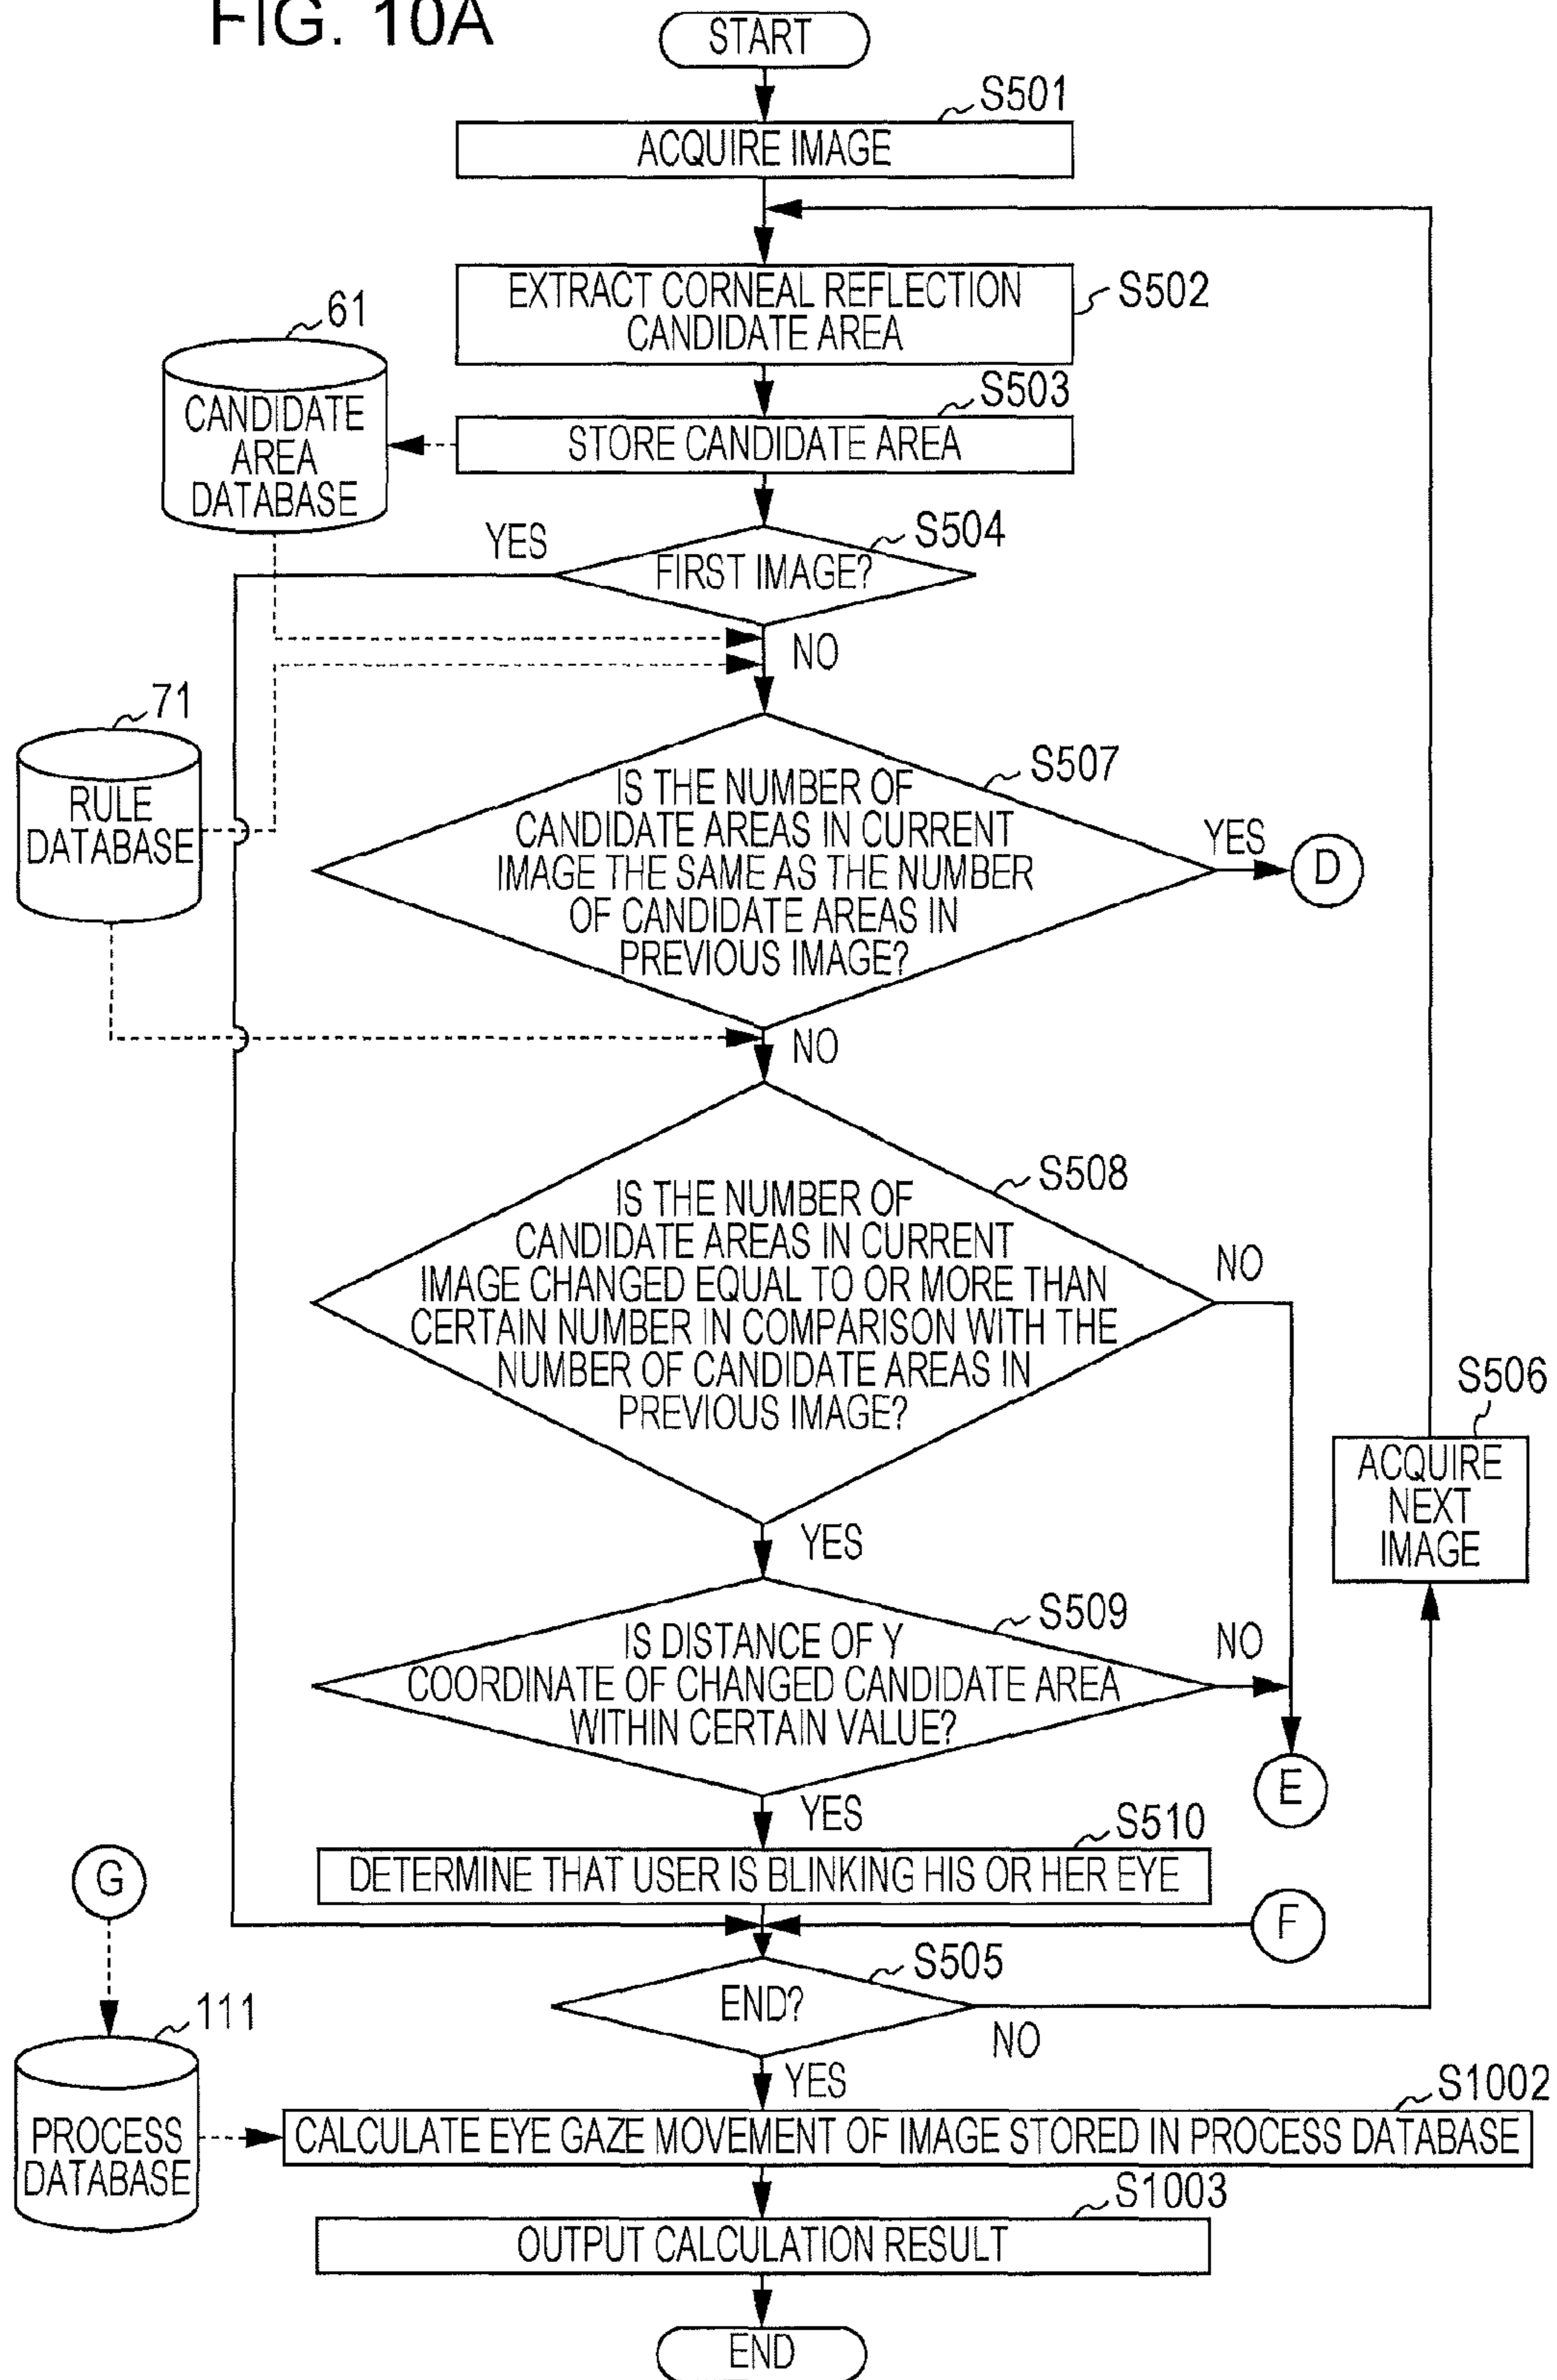 FIG. 10A
START
S501
ACQUIRE IMAGE
EXTRACT CORNEAL REFLECTION
CANDIDATE AREA
S502
61
CANDIDATE
AREA
DATABASE
S503
STORE CANDIDATE AREA
YES
S504
FIRST IMAGE?
NO
71
RULE
DATABASE
S507
IS THE NUMBER OF
CANDIDATE AREAS IN CURRENT
IMAGE THE SAME AS THE NUMBER
OF CANDIDATE AREAS IN
PREVIOUS IMAGE?
YES
D
NO
S508
IS THE NUMBER OF
CANDIDATE AREAS IN CURRENT
IMAGE CHANGED EQUAL TO OR MORE THAN
CERTAIN NUMBER IN COMPARISON WITH THE
NUMBER OF CANDIDATE AREAS IN
PREVIOUS IMAGE?
NO
S506
ACQUIRE
NEXT
IMAGE
YES
S509
IS DISTANCE OF Y
COORDINATE OF CHANGED CANDIDATE AREA
WITHIN CERTAIN VALUE?
NO
E
YES
S510
DETERMINE THAT USER IS BLINKING HIS OR HER EYE
G
F
S505
END?
NO
111
PROCESS
DATABASE
YES
S1002
CALCULATE EYE GAZE MOVEMENT OF IMAGE STORED IN PROCESS DATABASE
S1003
OUTPUT CALCULATION RESULT
END